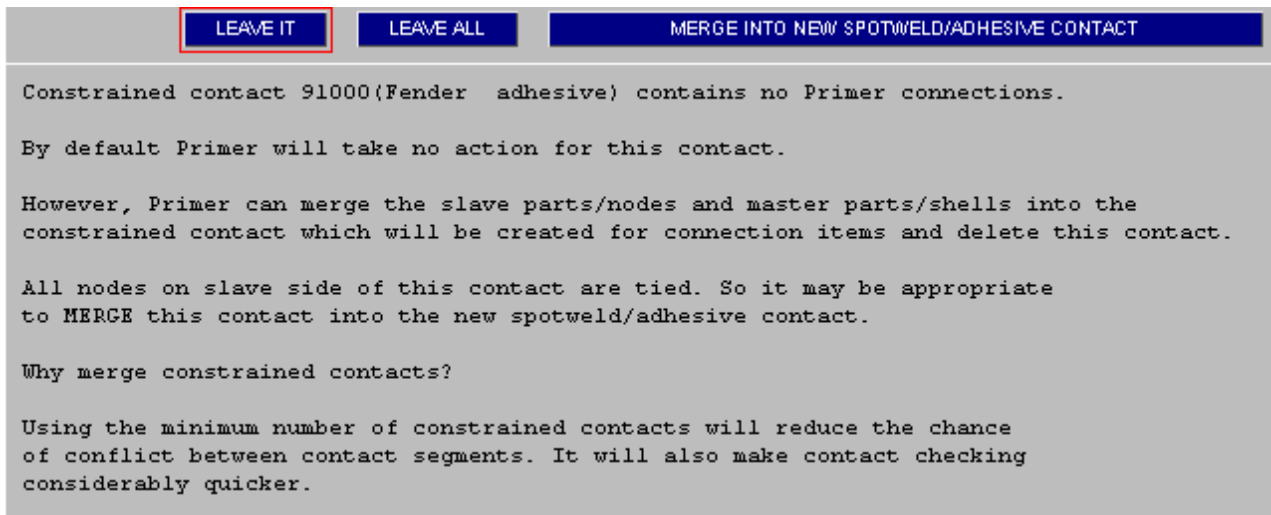 LEAVE IT LEAVE ALL MERGE INTO NEW SPOTWELD/ADHESIVE CONTACT
Constrained contact 91000(Fender  adhesive) contains no Primer connections.
By default Primer will take no action for this contact.
However, Primer can merge the slave parts/nodes and master parts/shells into the
constrained contact which will be created for connection items and delete this contact.
All nodes on slave side of this contact are tied. So it may be appropriate
to MERGE this contact into the new spotweld/adhesive contact.
Why merge constrained contacts?
Using the minimum number of constrained contacts will reduce the chance
of conflict between contact segments. It will also make contact checking
considerably quicker.